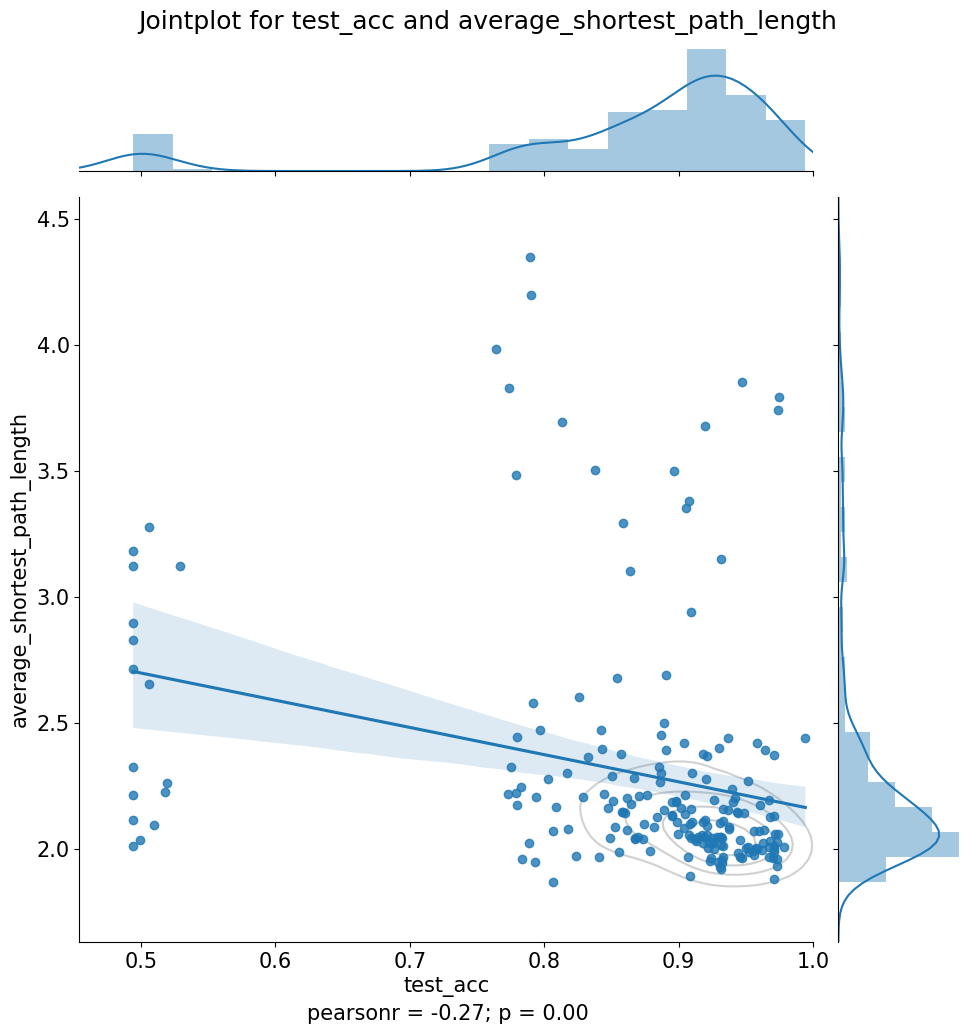 Jointplot for test_acc and average_shortest_path_length
4.5
4.0
3.5
3.0
2.5
2.0
average_shortest_path_length
0.5 0.6 0.7 0.8 0.9 1.0
test_acc
pearsonr = -0.27; p = 0.00